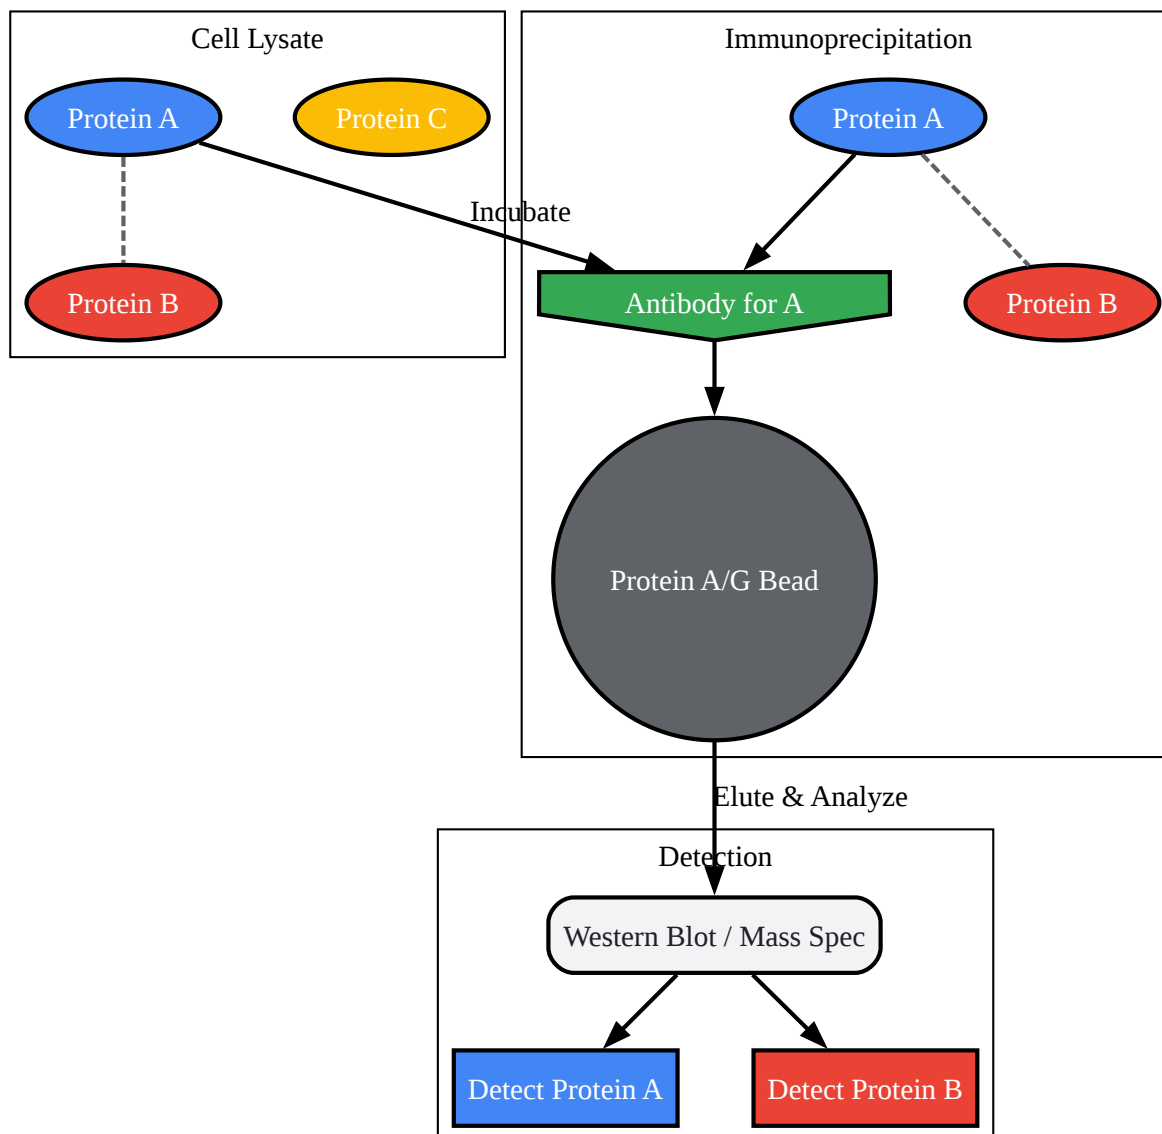 Cell Lysate
Protein A
Protein C
Protein B
Incubate
Immunoprecipitation
Protein A
Antibody for A
Protein B
Protein A/G Bead
Elute & Analyze
Detection
Western Blot / Mass Spec
Detect Protein A
Detect Protein B